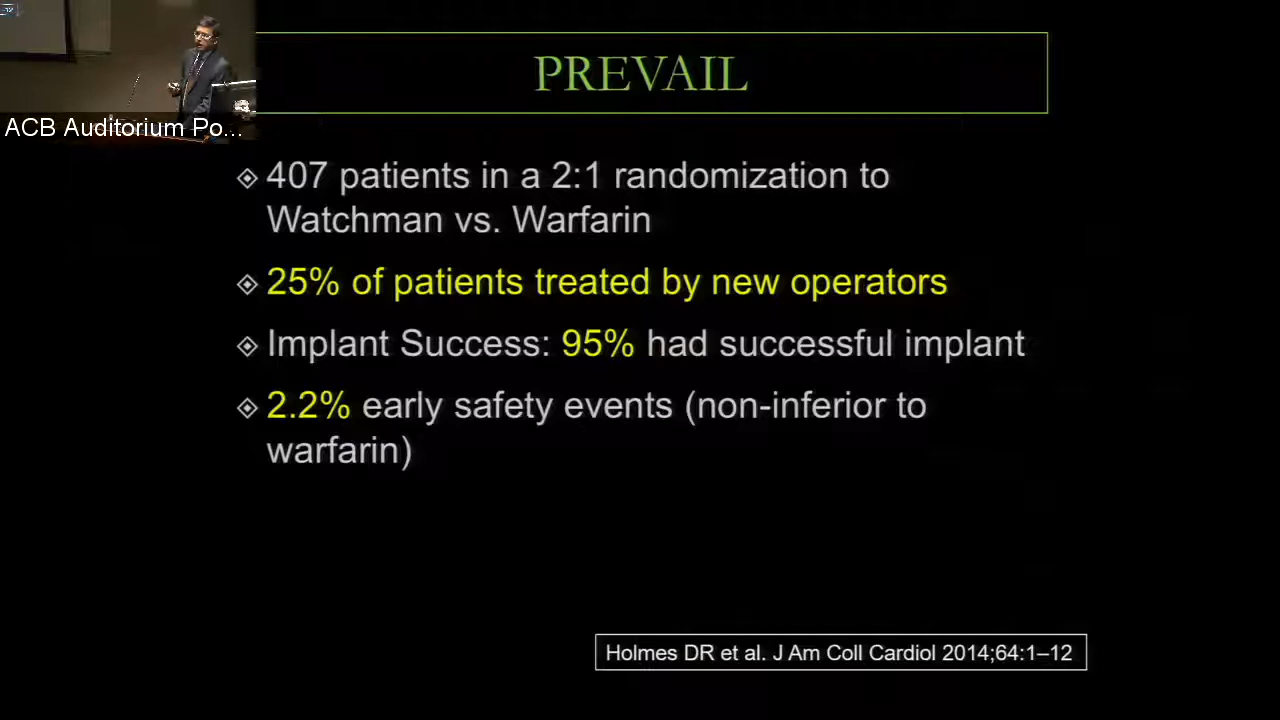 PREVAIL
ACB Auditorium Po...
407 patients in a 2:1 randomization to
Watchman vs. Warfarin
25% of patients treated by new operators
Implant Success: 95% had successful implant
2.2% early safety events (non-inferior to
warfarin)
Holmes DR et al. J Am Coll Cardiol 2014;64:1–12